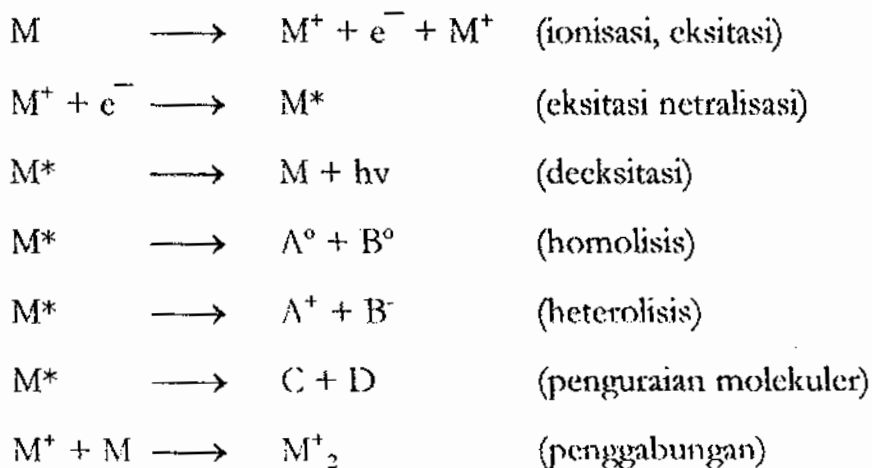 M ⟶ M⁺ + e⁻ + M⁺ (ionisasi, eksitasi)
M⁺ + e⁻ ⟶ M* (eksitasi netralisasi)
M* ⟶ M + hv (deeksitasi)
M* ⟶ A° + B° (homolisis)
M* ⟶ A⁺ + B⁻ (heterolisis)
M* ⟶ C + D (penguraian molekuler)
M⁺ + M ⟶ M⁺₂ (penggabungan)